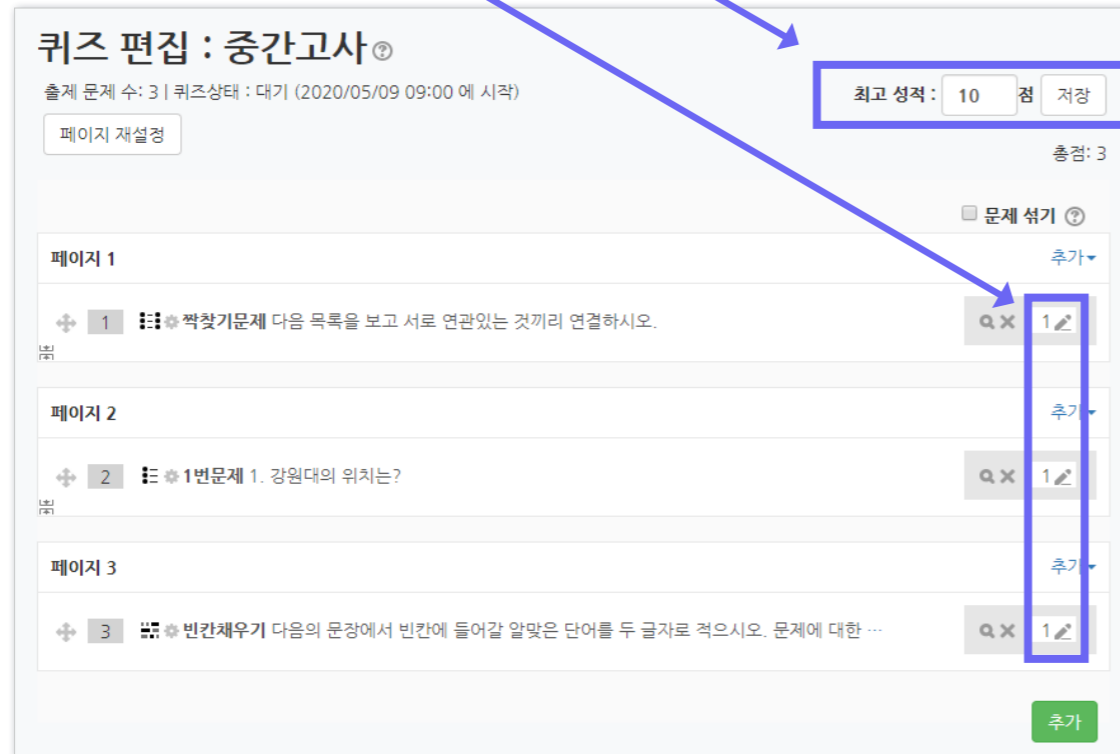 퀴즈 편집 : 중간고사
출제 문제 수: 3 | 퀴즈상태 : 대기 (2020/05/09 09:00 에 시작)
최고 성적 : 10 점 저장
페이지 재설정
총점: 3
문제 섞기
페이지 1 추가
1 짝찾기문제 다음 목록을 보고 서로 연관있는 것끼리 연결하시오. 1
페이지 2 추가
2 1번문제 1. 강원대의 위치는? 1
페이지 3 추가
3 빈칸채우기 다음의 문장에서 빈칸에 들어갈 알맞은 단어를 두 글자로 적으시오. 문제에 대한 ··· 1
추가